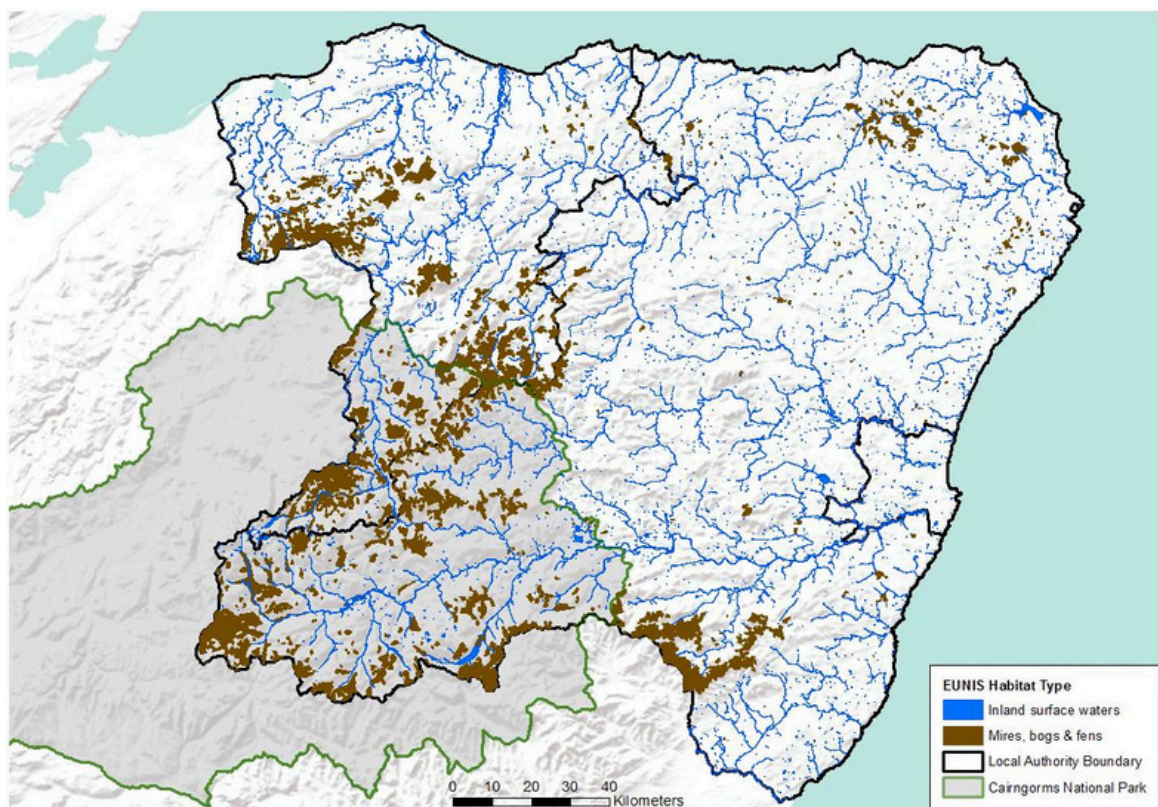 EUNIS Habitat Type
Inland surface waters
Mires, bogs & fens
Local Authority Boundary
Cairngorms National Park
0 10 20 30 40
Kilometers